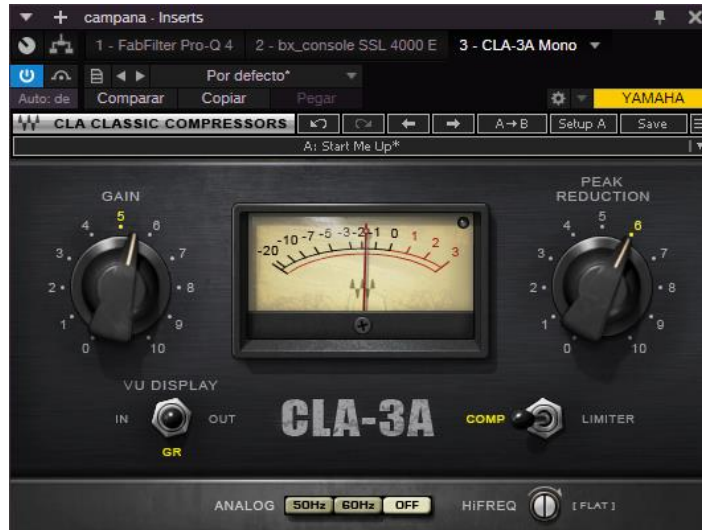 campana - Inserts
1 - FabFilter Pro-Q 4 2 - bx_console SSL 4000 E 3 - CLA-3A Mono
Por defecto*
Auto: de Comparar Copiar Pegar YAMAHA
CLA CLASSIC COMPRESSORS A→B Setup A Save
A: Start Me Up*
GAIN
0 1 2 3 4 5 6 7 8 9 10
-20 -10 -7 -5 -3 -2 -1 0 1 2 3
PEAK
REDUCTION
0 1 2 3 4 5 6 7 8 9 10
VU DISPLAY
IN OUT
GR
CLA-3A
COMP LIMITER
ANALOG 50Hz 60Hz OFF HiFREQ [ FLAT ]